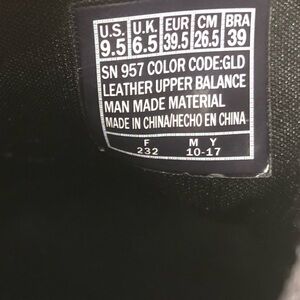 U.S. U.K. EUR CM BRA
9.5 6.5 39.5 26.5 39
SN 957 COLOR CODE:GLD
LEATHER UPPER BALANCE
MAN MADE MATERIAL
MADE IN CHINA/HECHO EN CHINA
F M Y
232 10-17